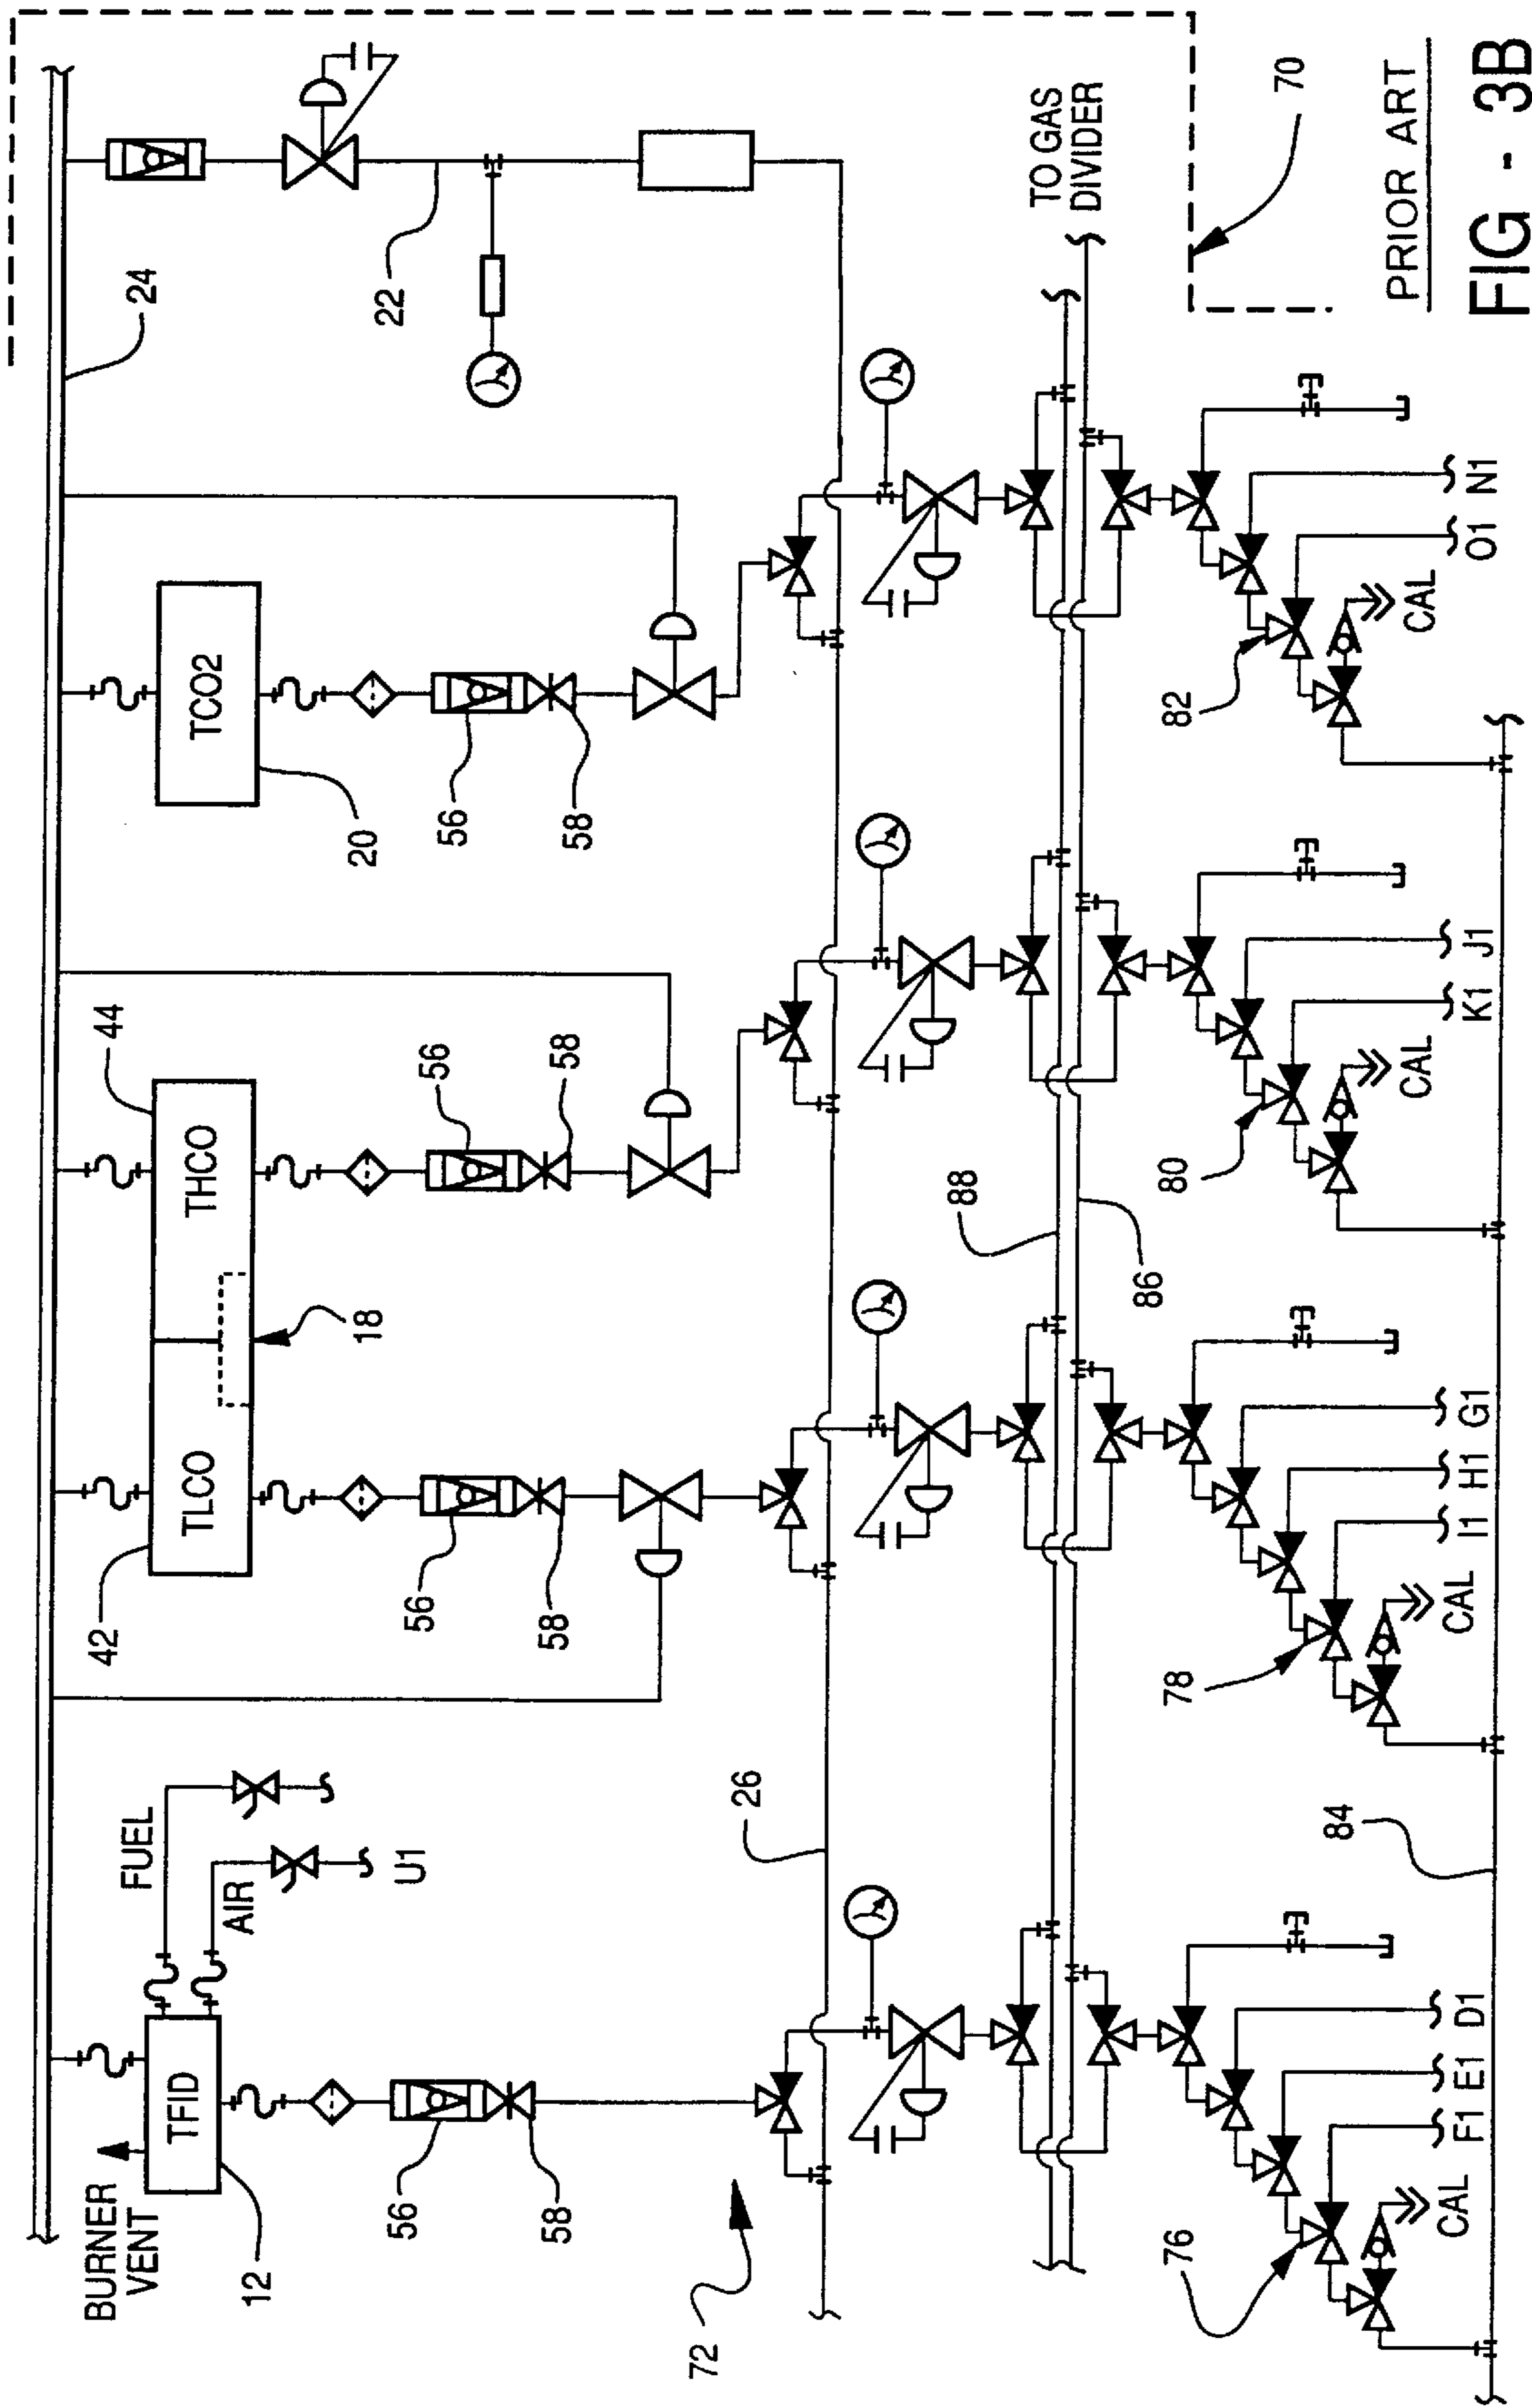 24
FUEL
AIR
U1
BURNER
VENT
TFID
12
42
TLCO
THCO
44
18
TCO2
20
22
56
58
56
58
56
58
56
58
72
26
88
86
TO GAS
DIVIDER
70
76
CAL
F1
E1
D1
78
CAL
I1
H1
G1
80
CAL
K1
J1
82
CAL
O1
N1
84
PRIOR ART
FIG - 3B